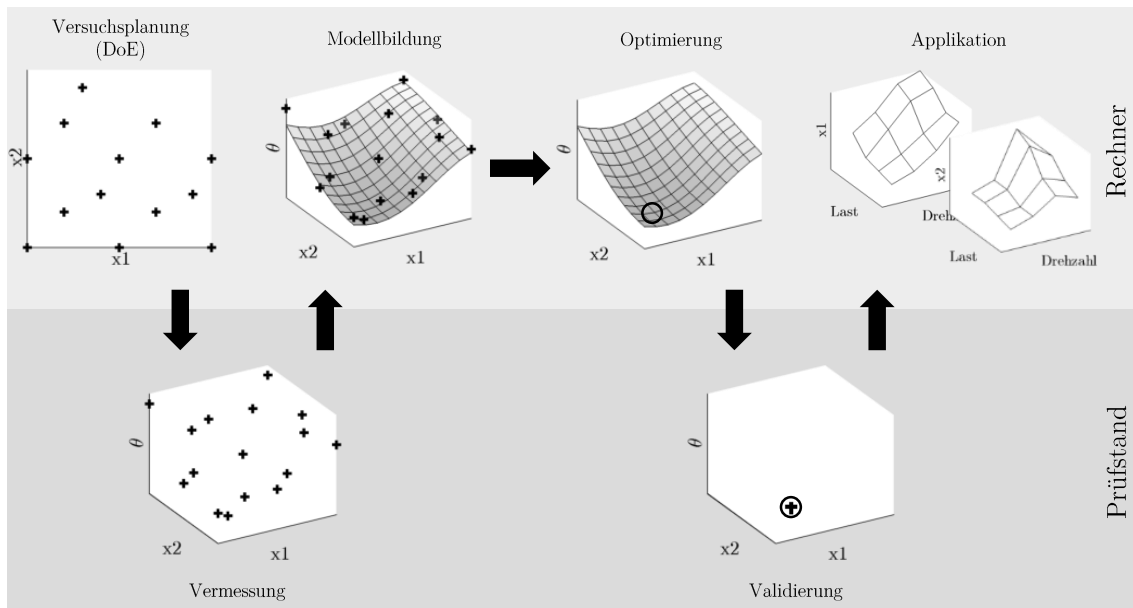 Versuchsplanung
(DoE)
Modellbildung
Optimierung
Applikation
x2
x1
θ
x2
x1
θ
x2
x1
x1
Last
Dreh
x2
Last
Drehzahl
Rechner
θ
x2
x1
Vermessung
θ
x2
x1
Validierung
Prüfstand